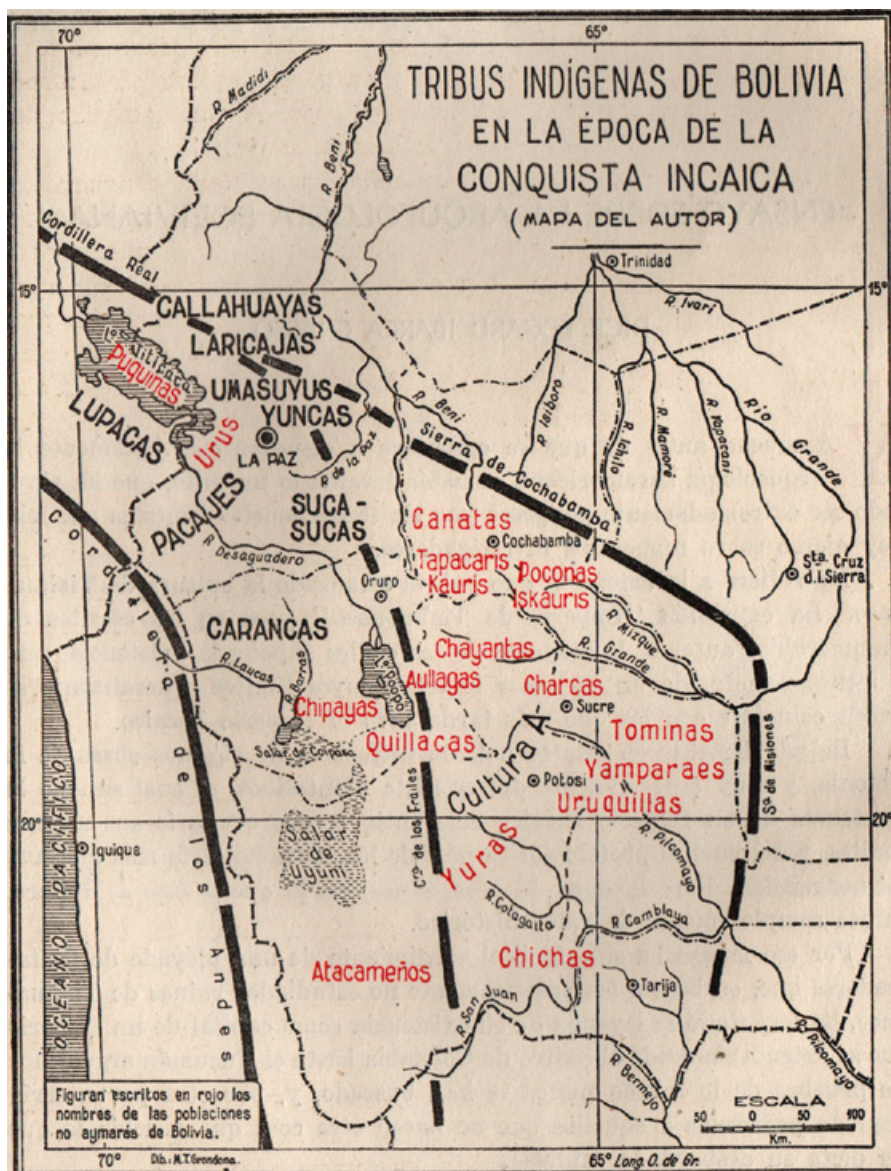 70°
65°
TRIBUS INDÍGENAS DE BOLIVIA
EN LA ÉPOCA DE LA
CONQUISTA INCAICA
(MAPA DEL AUTOR)
R. Madidi
R. Beni
Cordillera Real
Trinidad
15°
15°
R. Ivari
CALLAHUAYAS
LARICAJAS
Puquinas
UMASUYUS
YUNCAS
LUPACAS
Urus
LA PAZ
R. de la Paz
R. Beni
Sierra de
Cochabamba
R. Isiboro
R. Ichilo
R. Mamoré
R. Yapacani
Rio
Grande
PACAJES
SUCA-
SUCAS
Canatas
Cochabamba
R. Desaguadero
Oruro
Tapacaris
Kauris
Poconas
Iskauris
Sta. Cruz
d.l. Sierra
CARANCAS
R. Laucas
R. Barras
Chayantas
R. Mizque
R. Grande
Aullagas
Chipayas
Charcas
Sucre
Quillacas
Cultura A
Tominas
Yamparaes
Potosí
Uruquillas
Sa. de Misiones
20°
20°
Iquique
Salar
de
Uyuni
Cra. de los Frailes
Yuras
R. Pilcomayo
R. Cotagaita
R. Camblaya
Cordillera de los Andes
OCEANO PACIFICO
Atacameños
Chichas
Tarija
San Juan
R. Bermejo
R. Pilcomayo
Figuran escritos en rojo los
nombres de las poblaciones
no aymarás de Bolivia.
ESCALA
50 0 50 100
Km.
70°
Dib.: M.T. Grondona.
65° Long. O. de Gr.